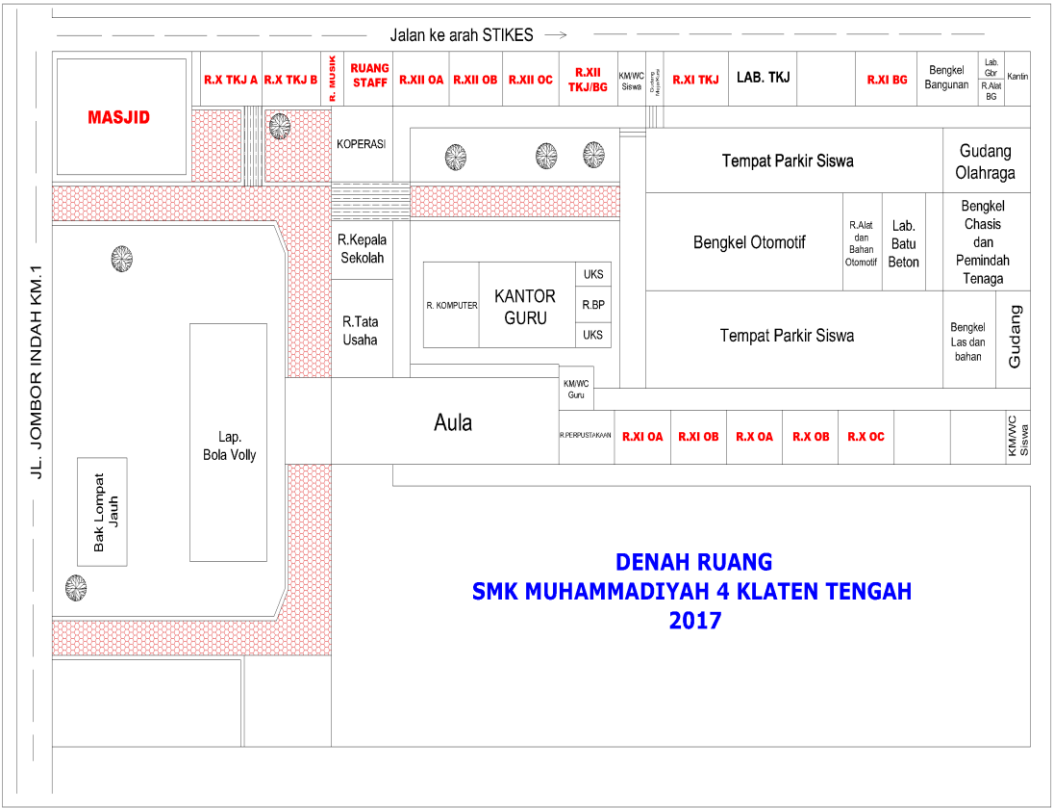 Jalan ke arah STIKES
JL. JOMBOR INDAH KM.1
MASJID
R.X TKJ A
R.X TKJ B
R. MUSIK
RUANG
STAFF
R.XII OA
R.XII OB
R.XII OC
R.XII
TKJ/BG
KM/WC
Siswa
Gudang
R.XI TKJ
LAB. TKJ
R.XI BG
Bengkel
Bangunan
Lab.
Gbr
R.Alat
BG
Kantin
KOPERASI
Tempat Parkir Siswa
Gudang
Olahraga
R.Kepala
Sekolah
R.Tata
Usaha
R. KOMPUTER
KANTOR
GURU
UKS
R.BP
UKS
Bengkel Otomotif
R.Alat
dan
Bahan
Otomotif
Lab.
Batu
Beton
Bengkel
Chasis
dan
Pemindah
Tenaga
Tempat Parkir Siswa
Bengkel
Las dan
bahan
Gudang
KM/WC
Guru
Aula
R.PERPUSTAKAAN
R.XI OA
R.XI OB
R.X OA
R.X OB
R.X OC
KM/WC
Siswa
Lap.
Bola Volly
Bak Lompat
Jauh
DENAH RUANG
SMK MUHAMMADIYAH 4 KLATEN TENGAH
2017